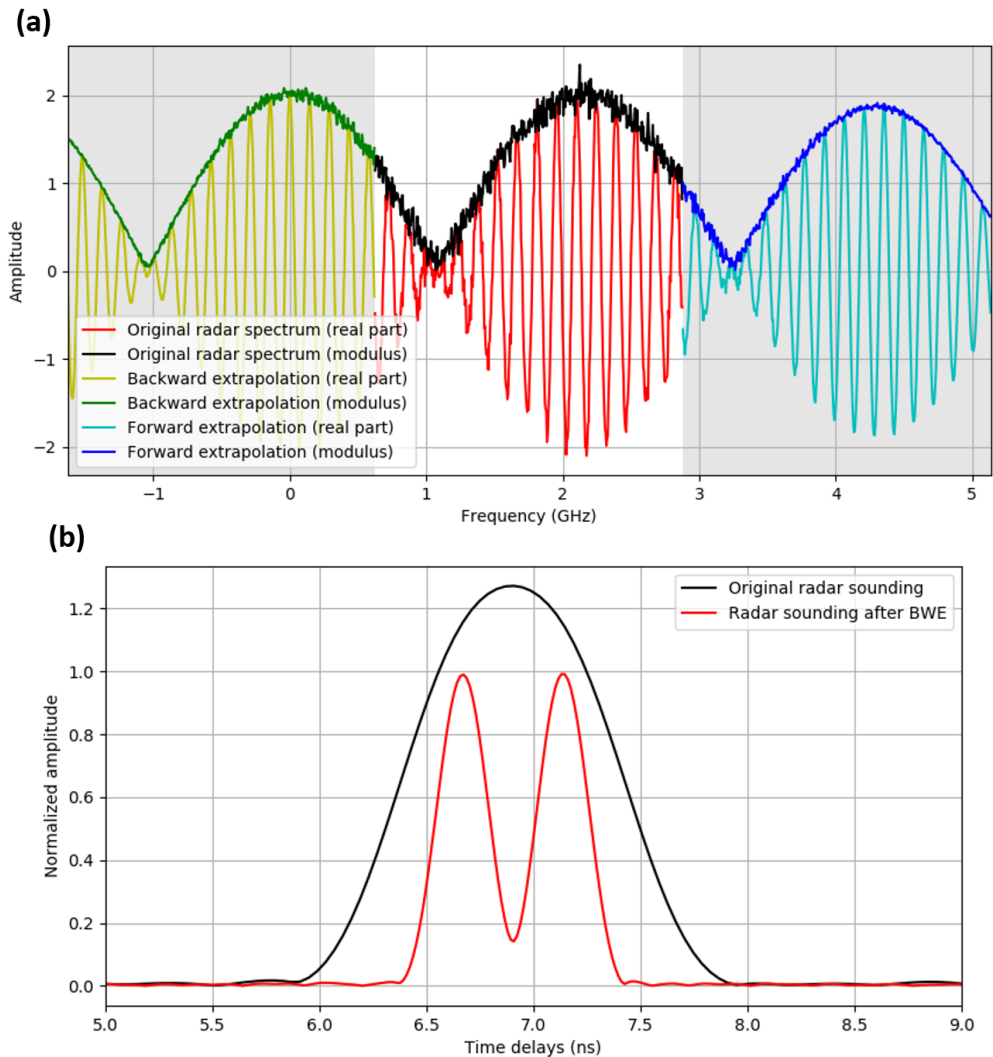 (a)
2
1
0
−1
−2
Amplitude
Original radar spectrum (real part)
Original radar spectrum (modulus)
Backward extrapolation (real part)
Backward extrapolation (modulus)
Forward extrapolation (real part)
Forward extrapolation (modulus)
−1 0 1 2 3 4 5
Frequency (GHz)
(b)
1.2
1.0
0.8
0.6
0.4
0.2
0.0
Normalized amplitude
Original radar sounding
Radar sounding after BWE
5.0 5.5 6.0 6.5 7.0 7.5 8.0 8.5 9.0
Time delays (ns)